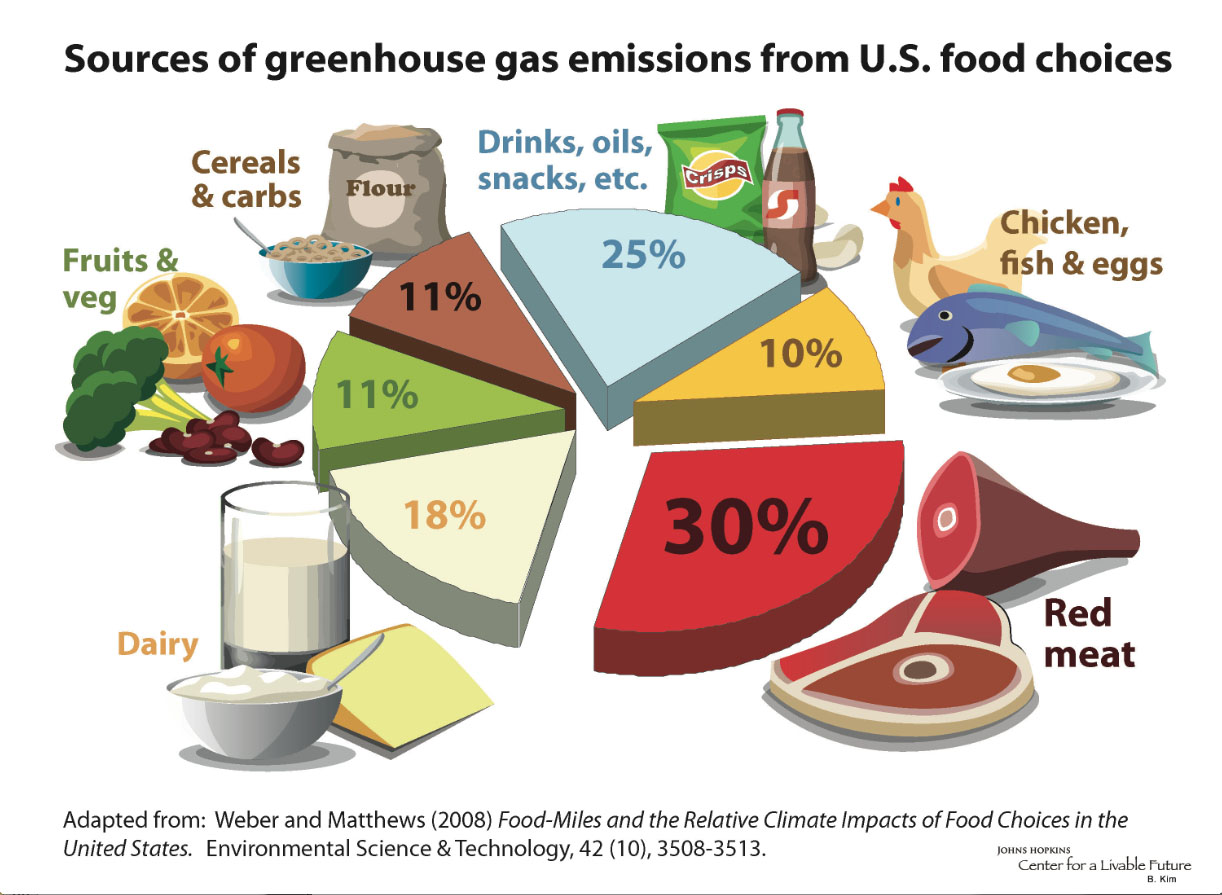 Sources of greenhouse gas emissions from U.S. food choices
Cereals
& carbs
Flour
Drinks, oils,
snacks, etc.
Crisps
Chicken,
fish & eggs
Fruits &
veg
25%
11%
10%
11%
18%
30%
Dairy
Red
meat
Adapted from: Weber and Matthews (2008) Food-Miles and the Relative Climate Impacts of Food Choices in the
United States. Environmental Science & Technology, 42 (10), 3508-3513.
JOHNS HOPKINS
Center for a Livable Future
B. Kim